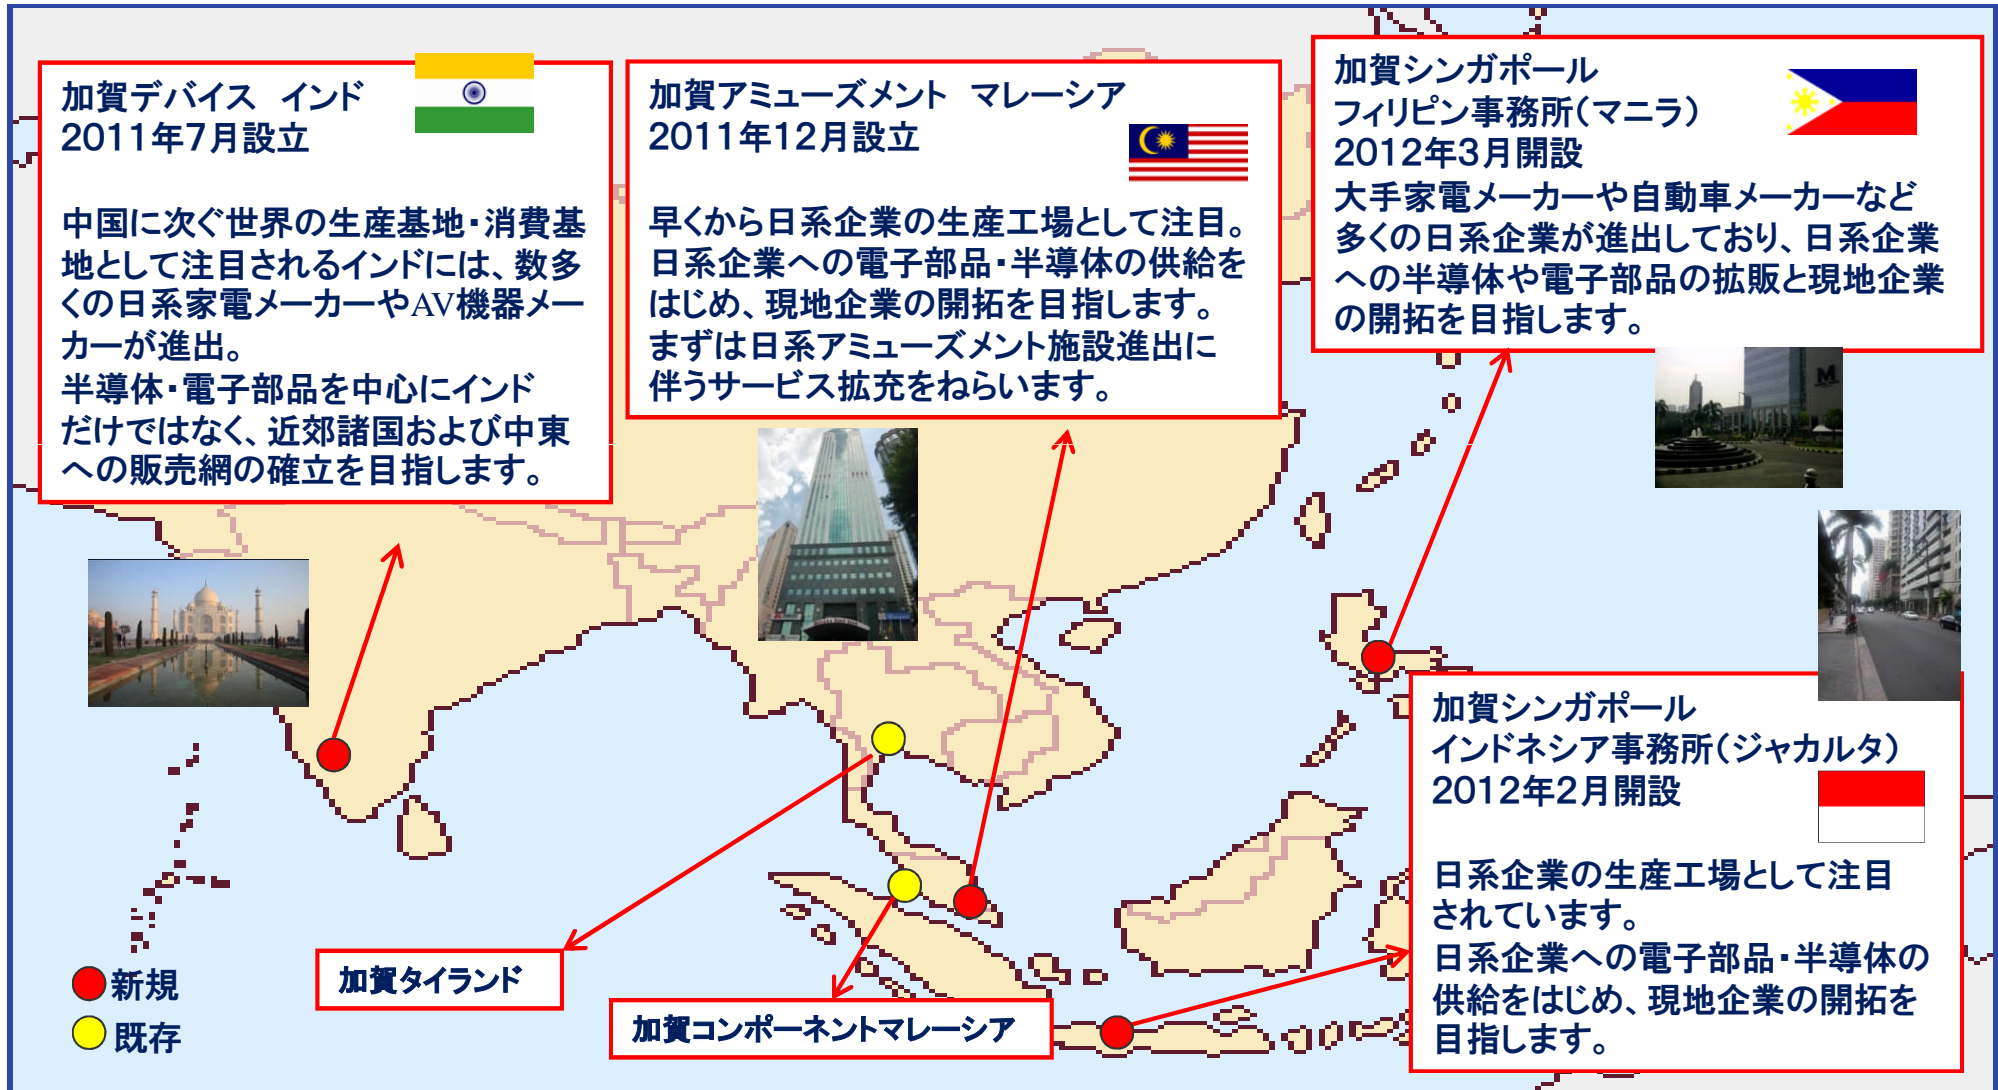 加賀デバイス　インド
2011年7月設立
中国に次ぐ世界の生産基地・消費基
地として注目されるインドには、数多
くの日系家電メーカーやAV機器メー
カーが進出。
半導体・電子部品を中心にインド
だけではなく、近郊諸国および中東
への販売網の確立を目指します。
加賀アミューズメント　マレーシア
2011年12月設立
早くから日系企業の生産工場として注目。
日系企業への電子部品・半導体の供給を
はじめ、現地企業の開拓を目指します。
まずは日系アミューズメント施設進出に
伴うサービス拡充をねらいます。
加賀シンガポール
フィリピン事務所（マニラ）
2012年3月開設
大手家電メーカーや自動車メーカーなど
多くの日系企業が進出しており、日系企業
への半導体や電子部品の拡販と現地企業
の開拓を目指します。
M
加賀シンガポール
インドネシア事務所（ジャカルタ）
2012年2月開設
日系企業の生産工場として注目
されています。
日系企業への電子部品・半導体の
供給をはじめ、現地企業の開拓を
目指します。
加賀タイランド
加賀コンポーネントマレーシア
新規
既存